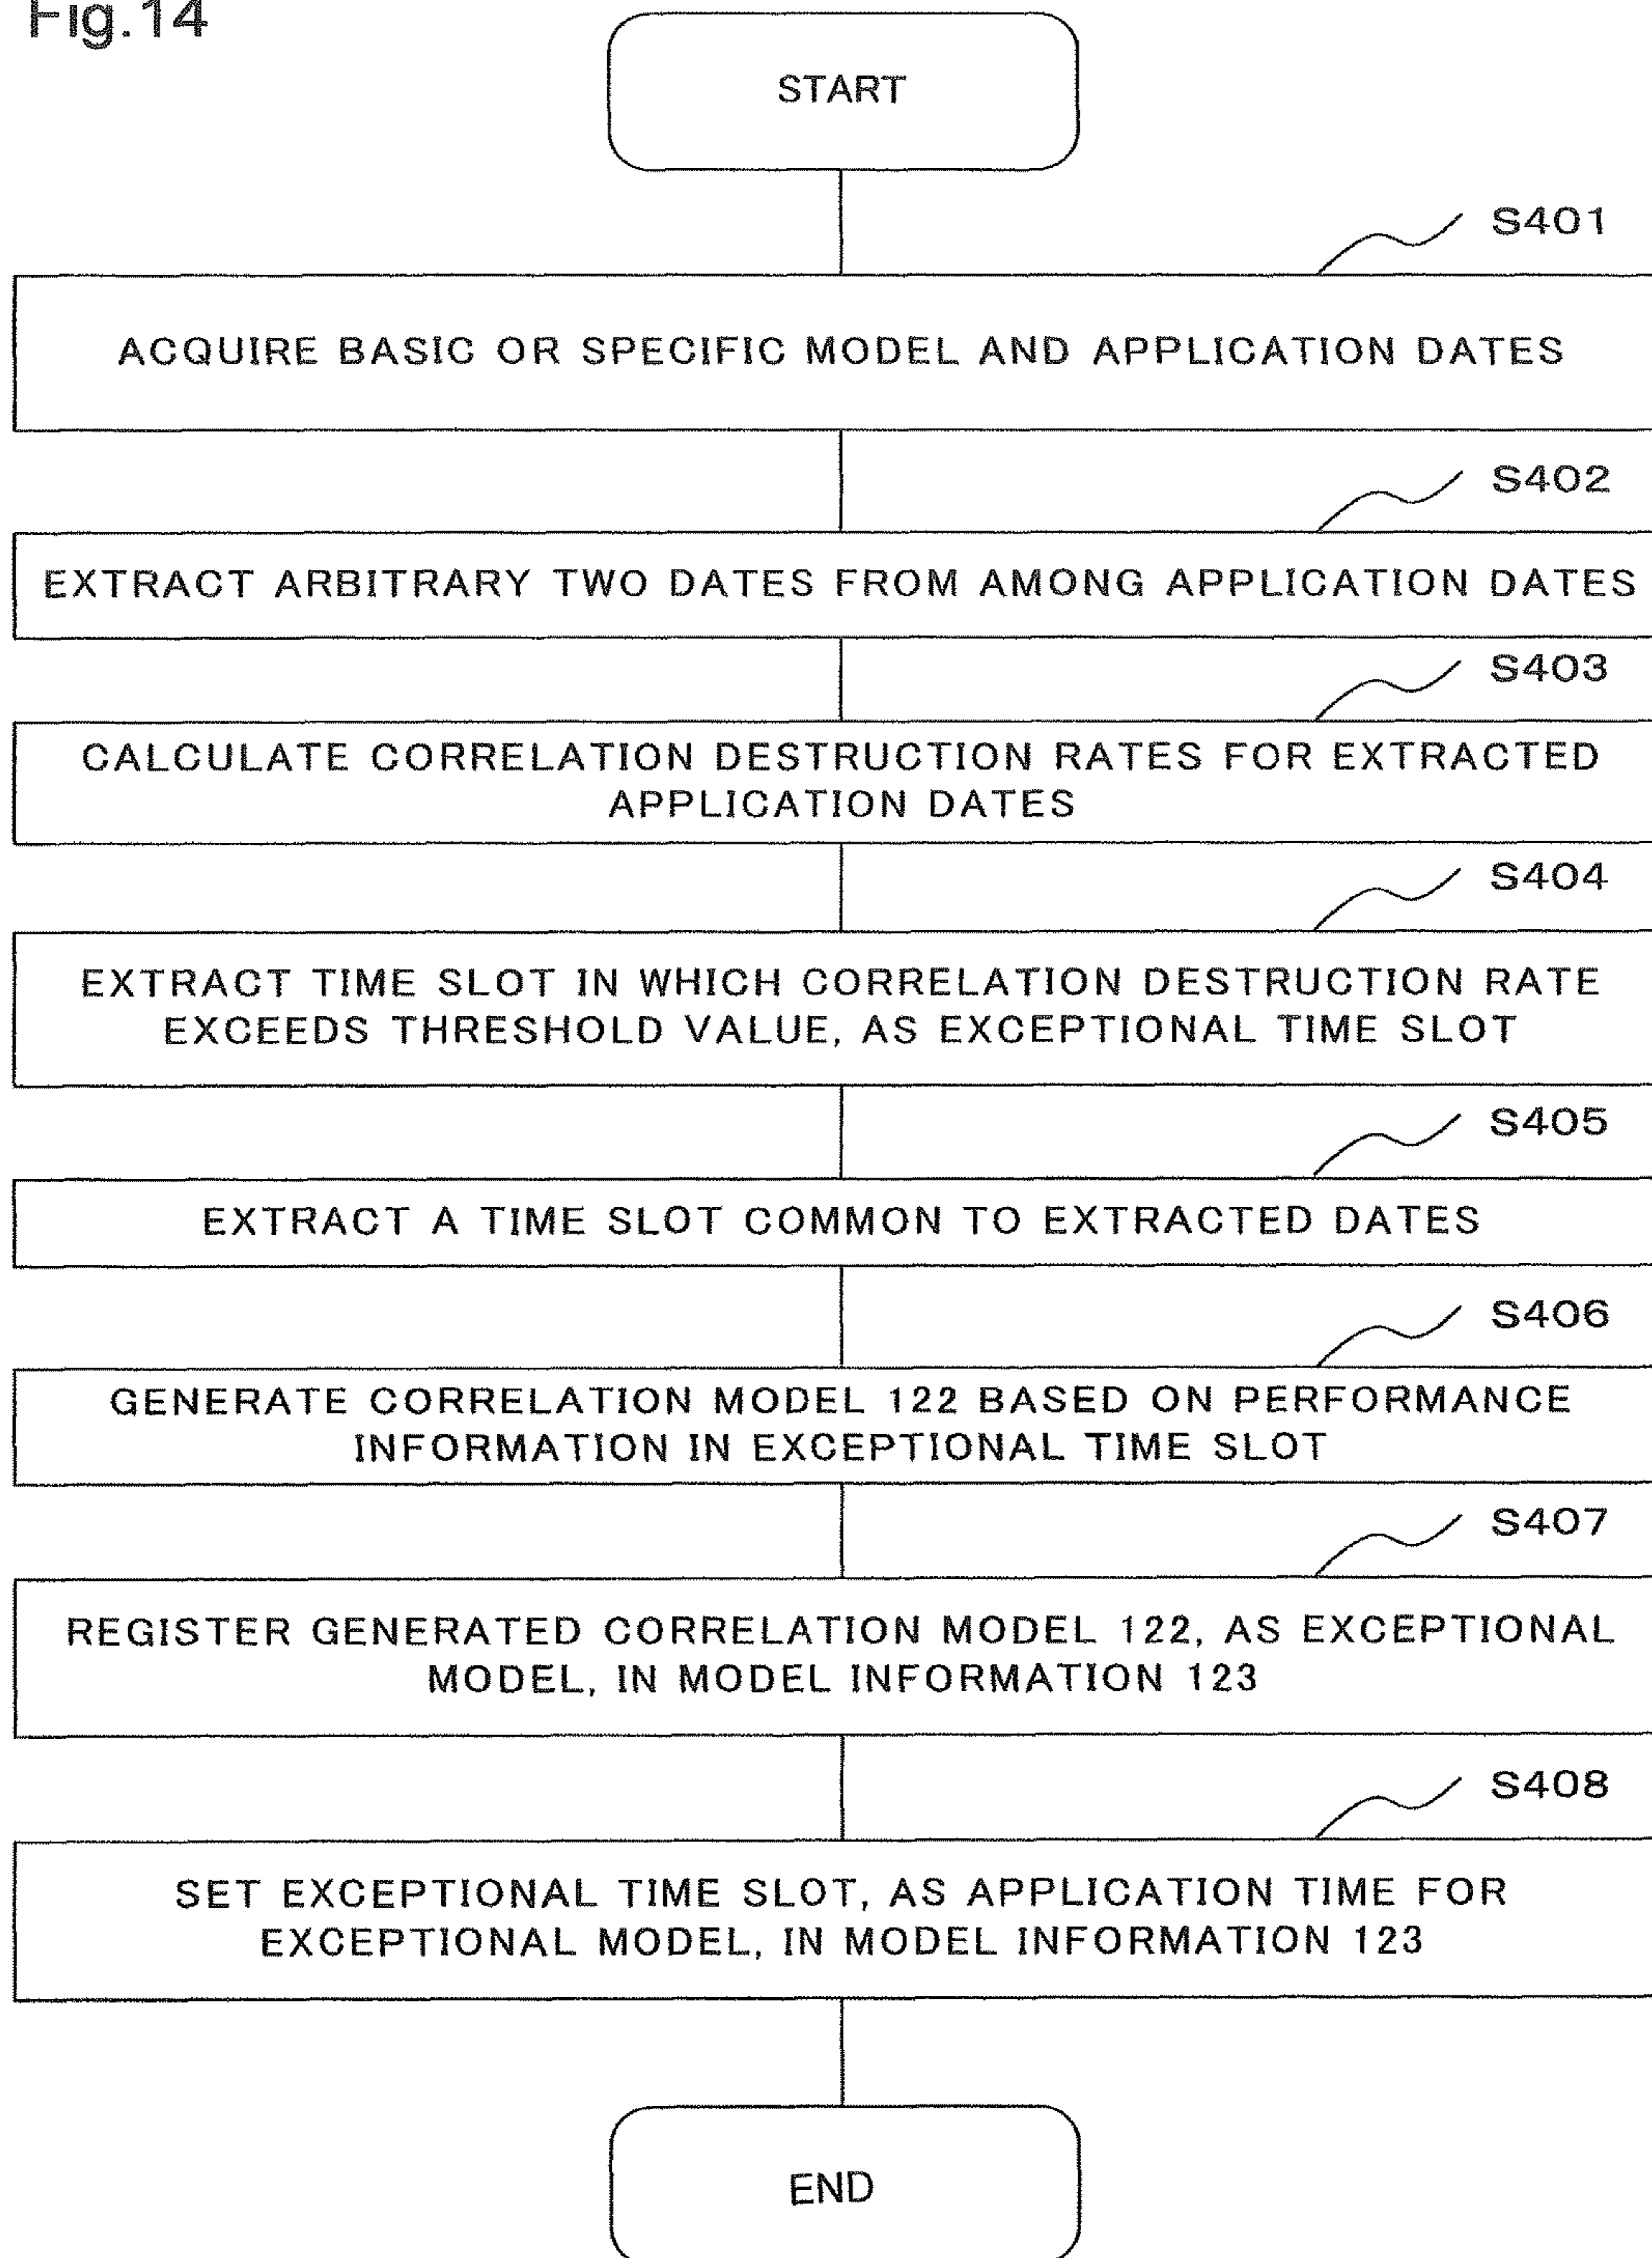 Fig.14
START
S401
ACQUIRE BASIC OR SPECIFIC MODEL AND APPLICATION DATES
S402
EXTRACT ARBITRARY TWO DATES FROM AMONG APPLICATION DATES
S403
CALCULATE CORRELATION DESTRUCTION RATES FOR EXTRACTED
APPLICATION DATES
S404
EXTRACT TIME SLOT IN WHICH CORRELATION DESTRUCTION RATE
EXCEEDS THRESHOLD VALUE, AS EXCEPTIONAL TIME SLOT
S405
EXTRACT A TIME SLOT COMMON TO EXTRACTED DATES
S406
GENERATE CORRELATION MODEL 122 BASED ON PERFORMANCE
INFORMATION IN EXCEPTIONAL TIME SLOT
S407
REGISTER GENERATED CORRELATION MODEL 122, AS EXCEPTIONAL
MODEL, IN MODEL INFORMATION 123
S408
SET EXCEPTIONAL TIME SLOT, AS APPLICATION TIME FOR
EXCEPTIONAL MODEL, IN MODEL INFORMATION 123
END